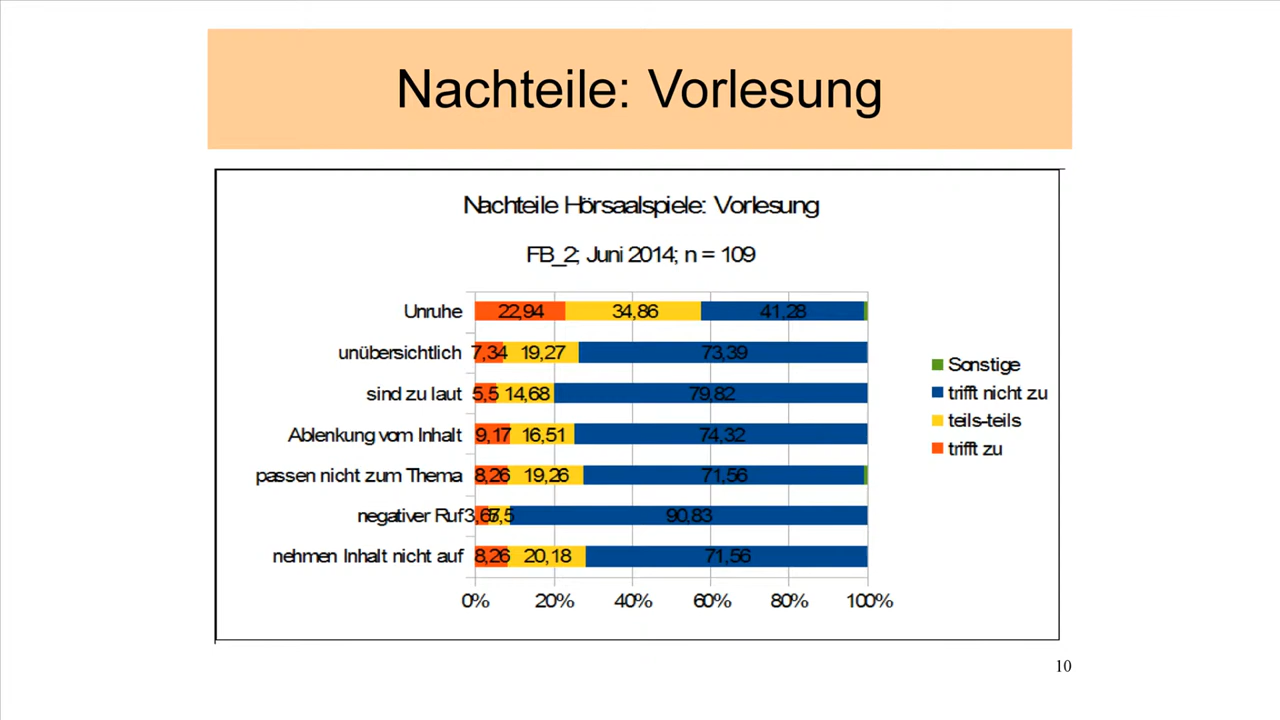 Nachteile: Vorlesung
Nachteile Hörsaalspiele: Vorlesung
FB_2; Juni 2014; n = 109
Unruhe 22,94 34,86 41,28
unübersichtlich 7,34 19,27 73,39
sind zu laut 5,5 14,68 79,82
Ablenkung vom Inhalt 9,17 16,51 74,32
passen nicht zum Thema 8,26 19,26 71,56
negativer Ruf 3,67 5,5 90,83
nehmen Inhalt nicht auf 8,26 20,18 71,56
0% 20% 40% 60% 80% 100%
Sonstige
trifft nicht zu
teils-teils
trifft zu
10